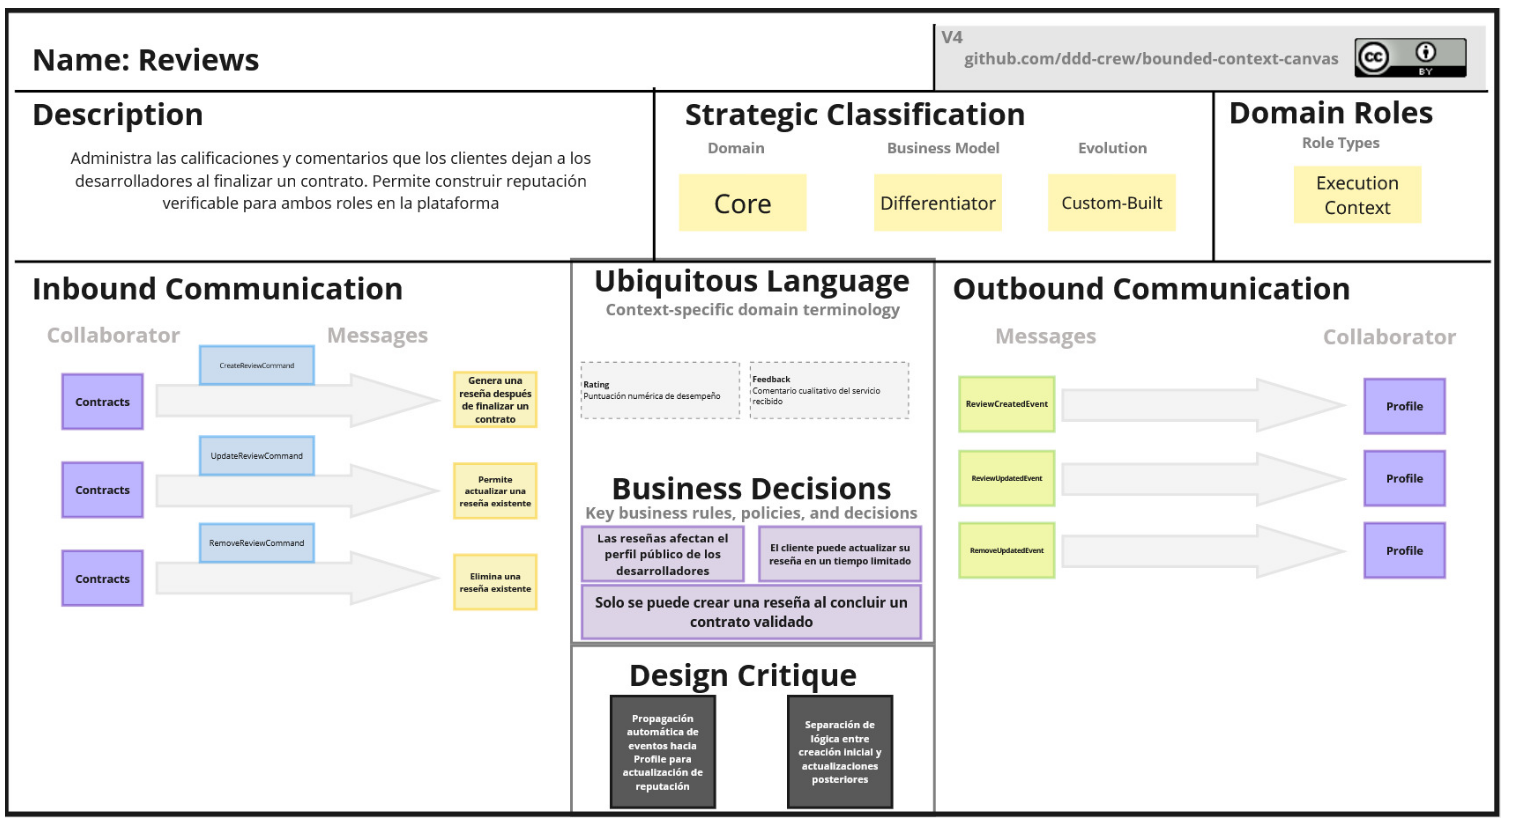 Name: Reviews
V4
github.com/ddd-crew/bounded-context-canvas
cc
BY
Description
Administra las calificaciones y comentarios que los clientes dejan a los
desarrolladores al finalizar un contrato. Permite construir reputación
verificable para ambos roles en la plataforma
Strategic Classification
Domain
Business Model
Evolution
Core
Differentiator
Custom-Built
Domain Roles
Role Types
Execution
Context
Inbound Communication
Collaborator
Messages
CreateReviewCommand
Contracts
Genera una
reseña después
de finalizar un
contrato
UpdateReviewCommand
Contracts
Permite
actualizar una
reseña existente
RemoveReviewCommand
Contracts
Elimina una
reseña existente
Ubiquitous Language
Context-specific domain terminology
Rating
Puntuación numérica de desempeño
Feedback
Comentario cualitativo del servicio
recibido
Business Decisions
Key business rules, policies, and decisions
Las reseñas afectan el
perfil público de los
desarrolladores
El cliente puede actualizar su
reseña en un tiempo limitado
Solo se puede crear una reseña al concluir un
contrato validado
Design Critique
Propagación
automática de
eventos hacia
Profile para
actualización de
reputación
Separación de
lógica entre
creación inicial y
actualizaciones
posteriores
Outbound Communication
Messages
Collaborator
ReviewCreatedEvent
Profile
ReviewUpdatedEvent
Profile
RemoveUpdatedEvent
Profile